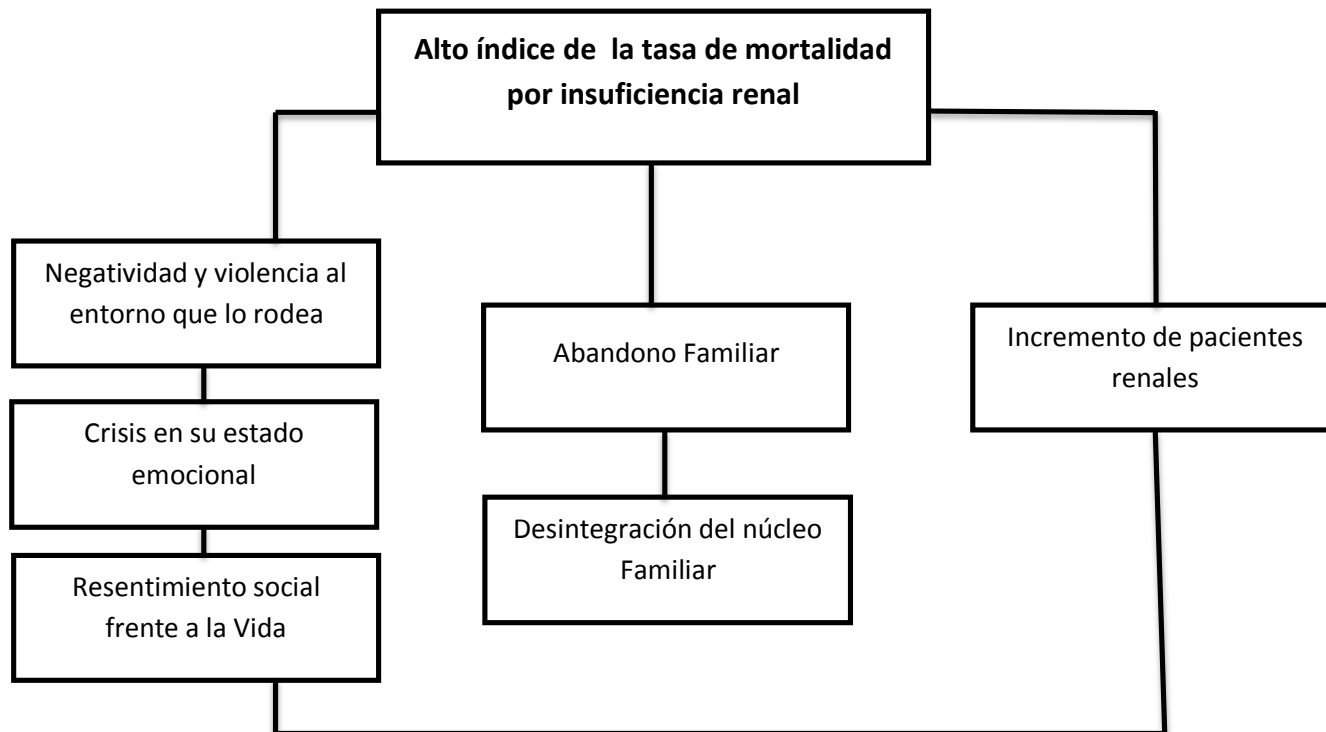 Alto índice de  la tasa de mortalidad
por insuficiencia renal
Negatividad y violencia al
entorno que lo rodea
Crisis en su estado
emocional
Resentimiento social
frente a la Vida
Abandono Familiar
Desintegración del núcleo
Familiar
Incremento de pacientes
renales